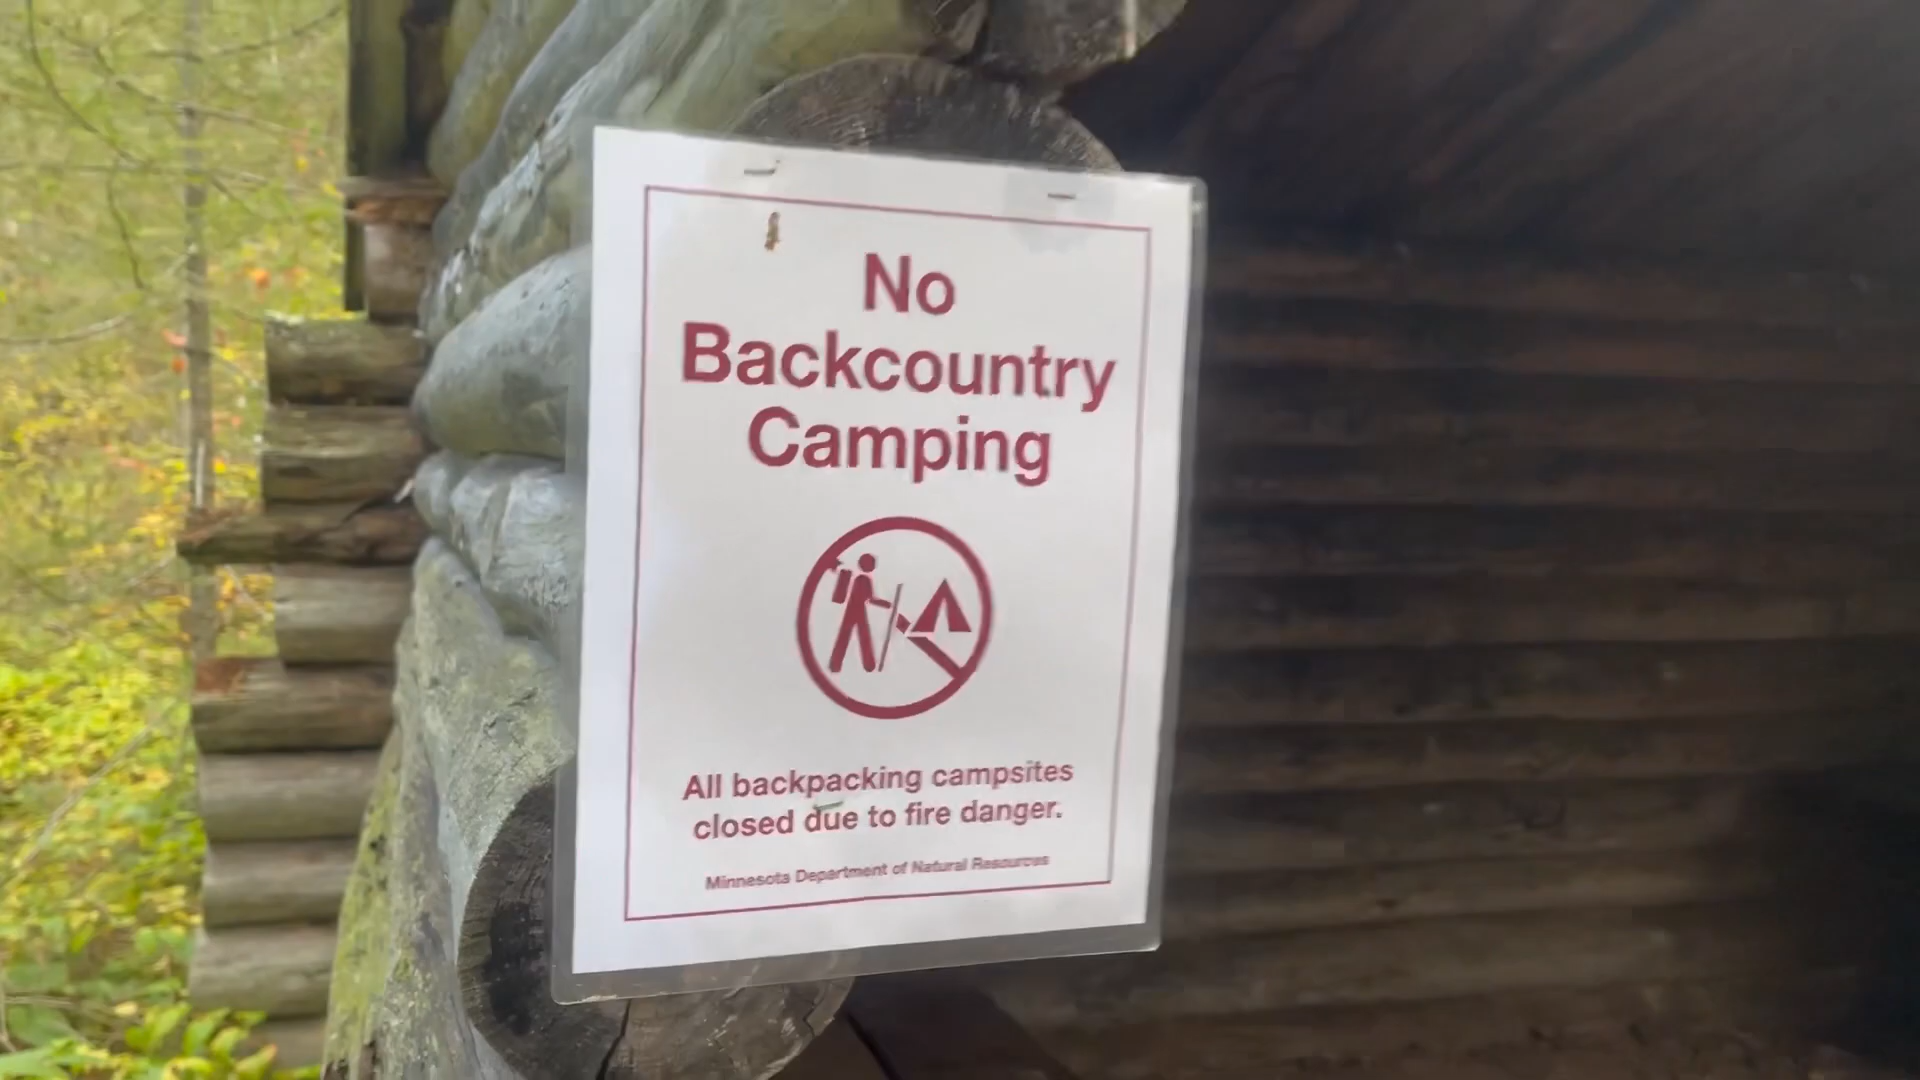 No
Backcountry
Camping
All backpacking campsites
closed due to fire danger.
Minnesota Department of Natural Resources